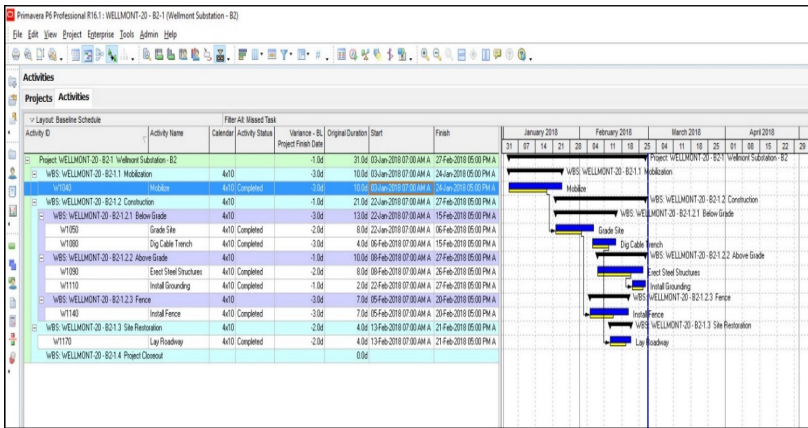 Primavera P6 Professional R16.1 : WELLMONT-20 - B2-1 (Wellmont Substation - B2)
File Edit View Project Enterprise Tools Admin Help
Activities
Projects Activities
Layout: Baseline Schedule Filter All: Missed Task
Activity ID Activity Name Calendar Activity Status Variance - BL Project Finish Date Original Duration Start Finish
January 2018 February 2018 March 2018 April 2018
31 07 14 21 28 04 11 18 25 04 11 18 25 01 08 15 22 29
Project: WELLMONT-20 - B2-1 Wellmont Substation - B2 -1.0d 31.0d 03-Jan-2018 07:00 AM A 27-Feb-2018 05:00 PM A Project: WELLMONT-20 - B2-1 Wellmont Substation - B2
WBS: WELLMONT-20 - B2-1.1 Mobilization 4x10 -3.0d 10.0d 03-Jan-2018 07:00 AM A 24-Jan-2018 05:00 PM A WBS: WELLMONT-20 - B2-1.1 Mobilization
W1040 Mobilize 4x10 Completed -3.0d 10.0d 03-Jan-2018 07:00 AM A 24-Jan-2018 05:00 PM A Mobilize
WBS: WELLMONT-20 - B2-1.2 Construction 4x10 -1.0d 21.0d 22-Jan-2018 07:00 AM A 27-Feb-2018 05:00 PM A WBS: WELLMONT-20 - B2-1.2 Construction
WBS: WELLMONT-20 - B2-1.2.1 Below Grade 4x10 -3.0d 13.0d 22-Jan-2018 07:00 AM A 15-Feb-2018 05:00 PM A WBS: WELLMONT-20 - B2-1.2.1 Below Grade
W1050 Grade Site 4x10 Completed -2.0d 8.0d 22-Jan-2018 07:00 AM A 06-Feb-2018 05:00 PM A Grade Site
W1080 Dig Cable Trench 4x10 Completed -3.0d 4.0d 06-Feb-2018 07:00 AM A 15-Feb-2018 05:00 PM A Dig Cable Trench
WBS: WELLMONT-20 - B2-1.2.2 Above Grade 4x10 -1.0d 10.0d 08-Feb-2018 07:00 AM A 27-Feb-2018 05:00 PM A WBS: WELLMONT-20 - B2-1.2.2 Above Grade
W1090 Erect Steel Structures 4x10 Completed -2.0d 8.0d 08-Feb-2018 07:00 AM A 26-Feb-2018 05:00 PM A Erect Steel Structures
W1110 Install Grounding 4x10 Completed -1.0d 2.0d 22-Feb-2018 07:00 AM A 27-Feb-2018 05:00 PM A Install Grounding
WBS: WELLMONT-20 - B2-1.2.3 Fence 4x10 -3.0d 7.0d 05-Feb-2018 07:00 AM A 20-Feb-2018 05:00 PM A WBS: WELLMONT-20 - B2-1.2.3 Fence
W1140 Install Fence 4x10 Completed -3.0d 7.0d 05-Feb-2018 07:00 AM A 20-Feb-2018 05:00 PM A Install Fence
WBS: WELLMONT-20 - B2-1.3 Site Restoration 4x10 -2.0d 4.0d 13-Feb-2018 07:00 AM A 21-Feb-2018 05:00 PM A WBS: WELLMONT-20 - B2-1.3 Site Restoration
W1170 Lay Roadway 4x10 Completed -2.0d 4.0d 13-Feb-2018 07:00 AM A 21-Feb-2018 05:00 PM A Lay Roadway
WBS: WELLMONT-20 - B2-1.4 Project Closeout 0.0d